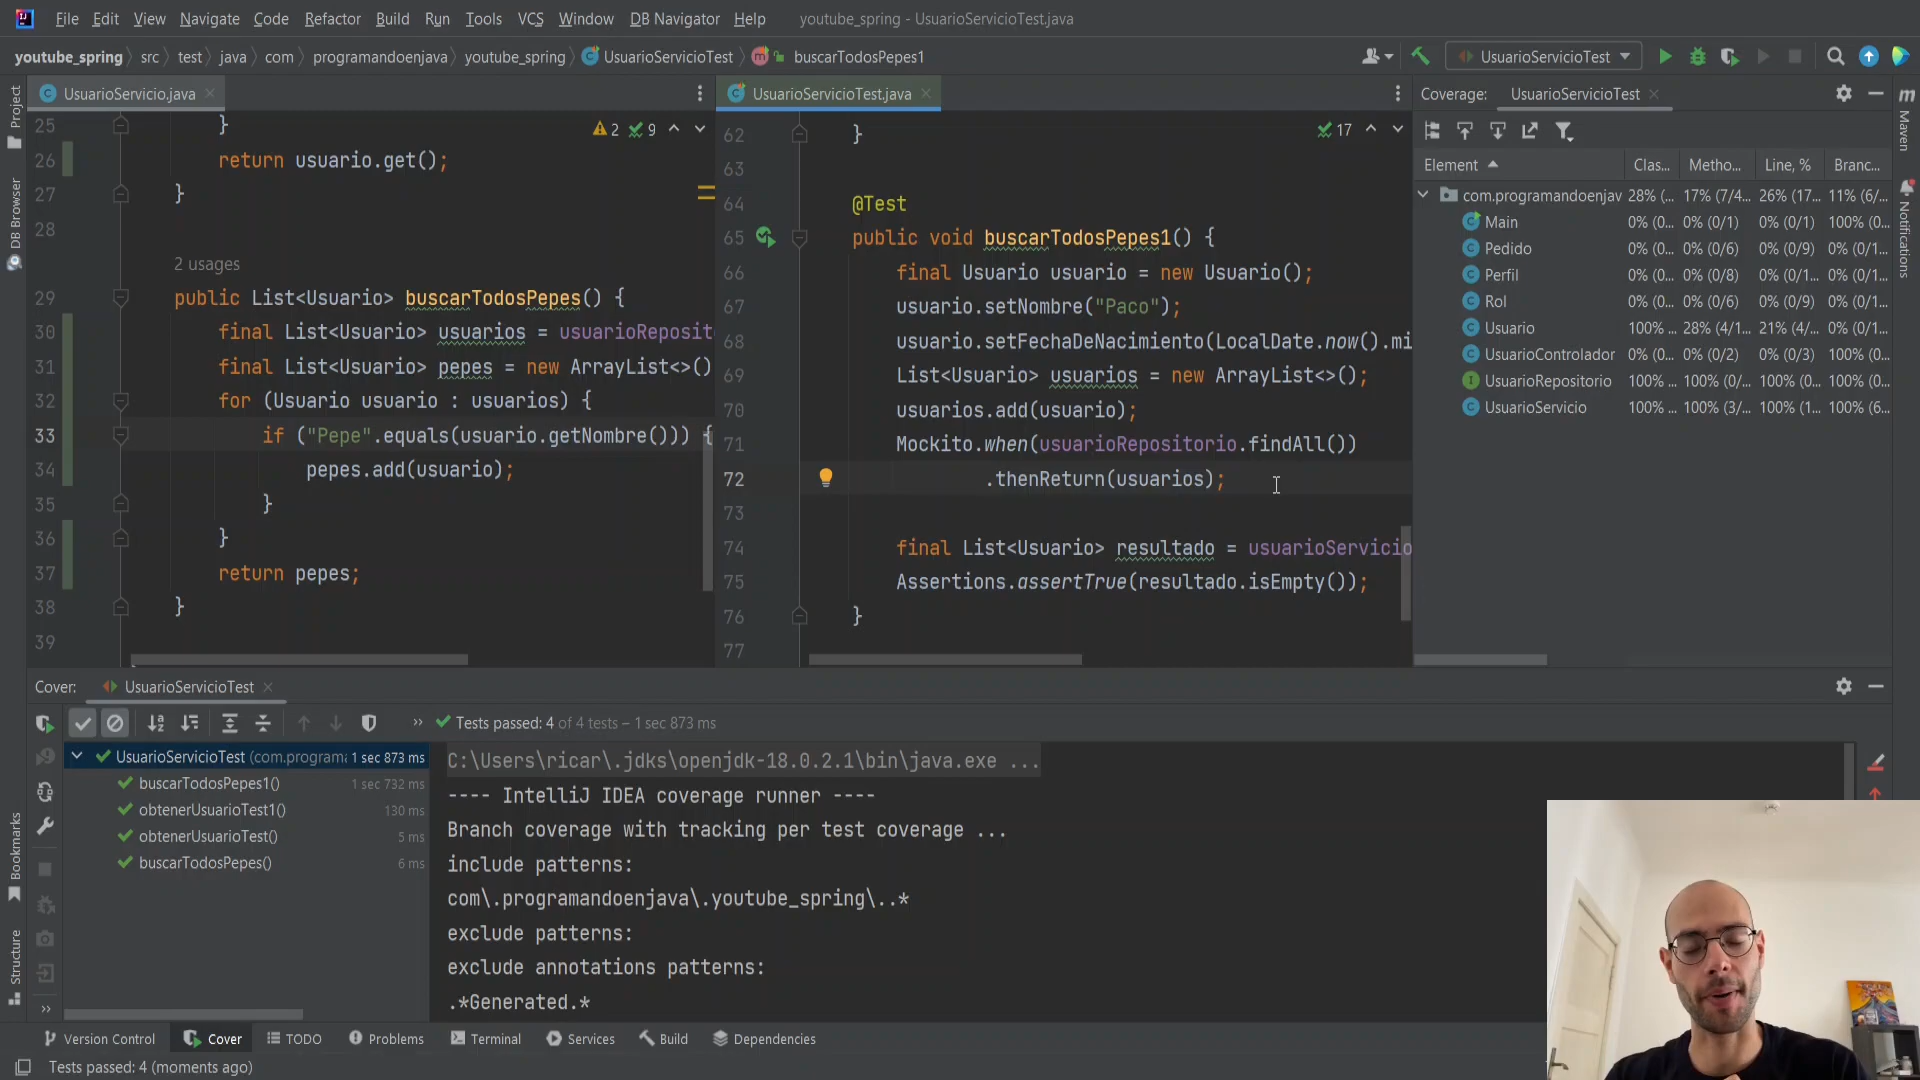 File Edit View Navigate Code Refactor Build Run Tools VCS Window DB Navigator Help youtube_spring - UsuarioServicioTest.java
youtube_spring src test java com programandoenjava youtube_spring UsuarioServicioTest buscarTodosPepes1 UsuarioServicioTest
UsuarioServicio.java
2 9
25 }
26 return usuario.get();
27 }
28
2 usages
29 public List<Usuario> buscarTodosPepes() {
30 final List<Usuario> usuarios = usuarioReposit
31 final List<Usuario> pepes = new ArrayList<>()
32 for (Usuario usuario : usuarios) {
33 if ("Pepe".equals(usuario.getNombre())) {
34 pepes.add(usuario);
35 }
36 }
37 return pepes;
38 }
39
UsuarioServicioTest.java
17
62 }
63
64 @Test
65 public void buscarTodosPepes1() {
66 final Usuario usuario = new Usuario();
67 usuario.setNombre("Paco");
68 usuario.setFechaDeNacimiento(LocalDate.now().mi
69 List<Usuario> usuarios = new ArrayList<>();
70 usuarios.add(usuario);
71 Mockito.when(usuarioRepositorio.findAll())
72 .thenReturn(usuarios);
73
74 final List<Usuario> resultado = usuarioServicio
75 Assertions.assertTrue(resultado.isEmpty());
76 }
77
Coverage: UsuarioServicioTest
Element Clas... Metho... Line, % Branc...
com.programandoenjav 28% (... 17% (7/4... 26% (17... 11% (6/...
Main 0% (0... 0% (0/1) 0% (0/1) 100% (0...
Pedido 0% (0... 0% (0/6) 0% (0/9) 0% (0/1...
Perfil 0% (0... 0% (0/8) 0% (0/1... 0% (0/1...
Rol 0% (0... 0% (0/6) 0% (0/9) 0% (0/1...
Usuario 100% ... 28% (4/1... 21% (4/... 0% (0/1...
UsuarioControlador 0% (0... 0% (0/2) 0% (0/3) 100% (0...
UsuarioRepositorio 100% ... 100% (0/... 100% (0... 100% (0...
UsuarioServicio 100% ... 100% (3/... 100% (1... 100% (6...
Project
DB Browser
Bookmarks
Structure
Maven
Notifications
Cover: UsuarioServicioTest
Tests passed: 4 of 4 tests – 1 sec 873 ms
UsuarioServicioTest (com.programa 1 sec 873 ms
buscarTodosPepes1() 1 sec 732 ms
obtenerUsuarioTest1() 130 ms
obtenerUsuarioTest() 5 ms
buscarTodosPepes() 6 ms
C:\Users\ricar\.jdks\openjdk-18.0.2.1\bin\java.exe ...
---- IntelliJ IDEA coverage runner ----
Branch coverage with tracking per test coverage ...
include patterns:
com\.programandoenjava\.youtube_spring\..*
exclude patterns:
exclude annotations patterns:
.*Generated.*
Version Control Cover TODO Problems Terminal Services Build Dependencies
Tests passed: 4 (moments ago)